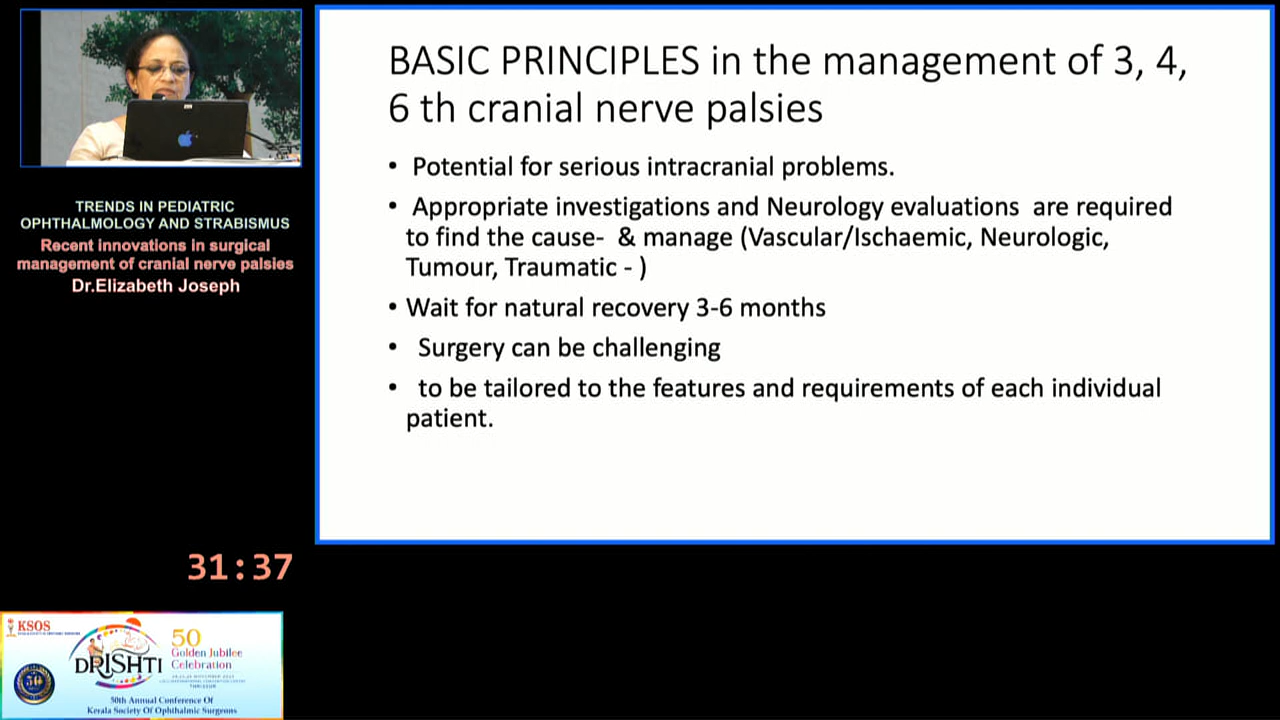 TRENDS IN PEDIATRIC
OPHTHALMOLOGY AND STRABISMUS
Recent innovations in surgical
management of cranial nerve palsies
Dr.Elizabeth Joseph
BASIC PRINCIPLES in the management of 3, 4,
6 th cranial nerve palsies
• Potential for serious intracranial problems.
• Appropriate investigations and Neurology evaluations are required
to find the cause- & manage (Vascular/Ischaemic, Neurologic,
Tumour, Traumatic - )
• Wait for natural recovery 3-6 months
• Surgery can be challenging
• to be tailored to the features and requirements of each individual
patient.
31:37
KSOS
DRISHTI
50
Golden Jubilee
Celebration
50
50th Annual Conference Of
Kerala Society Of Ophthalmic Surgeons